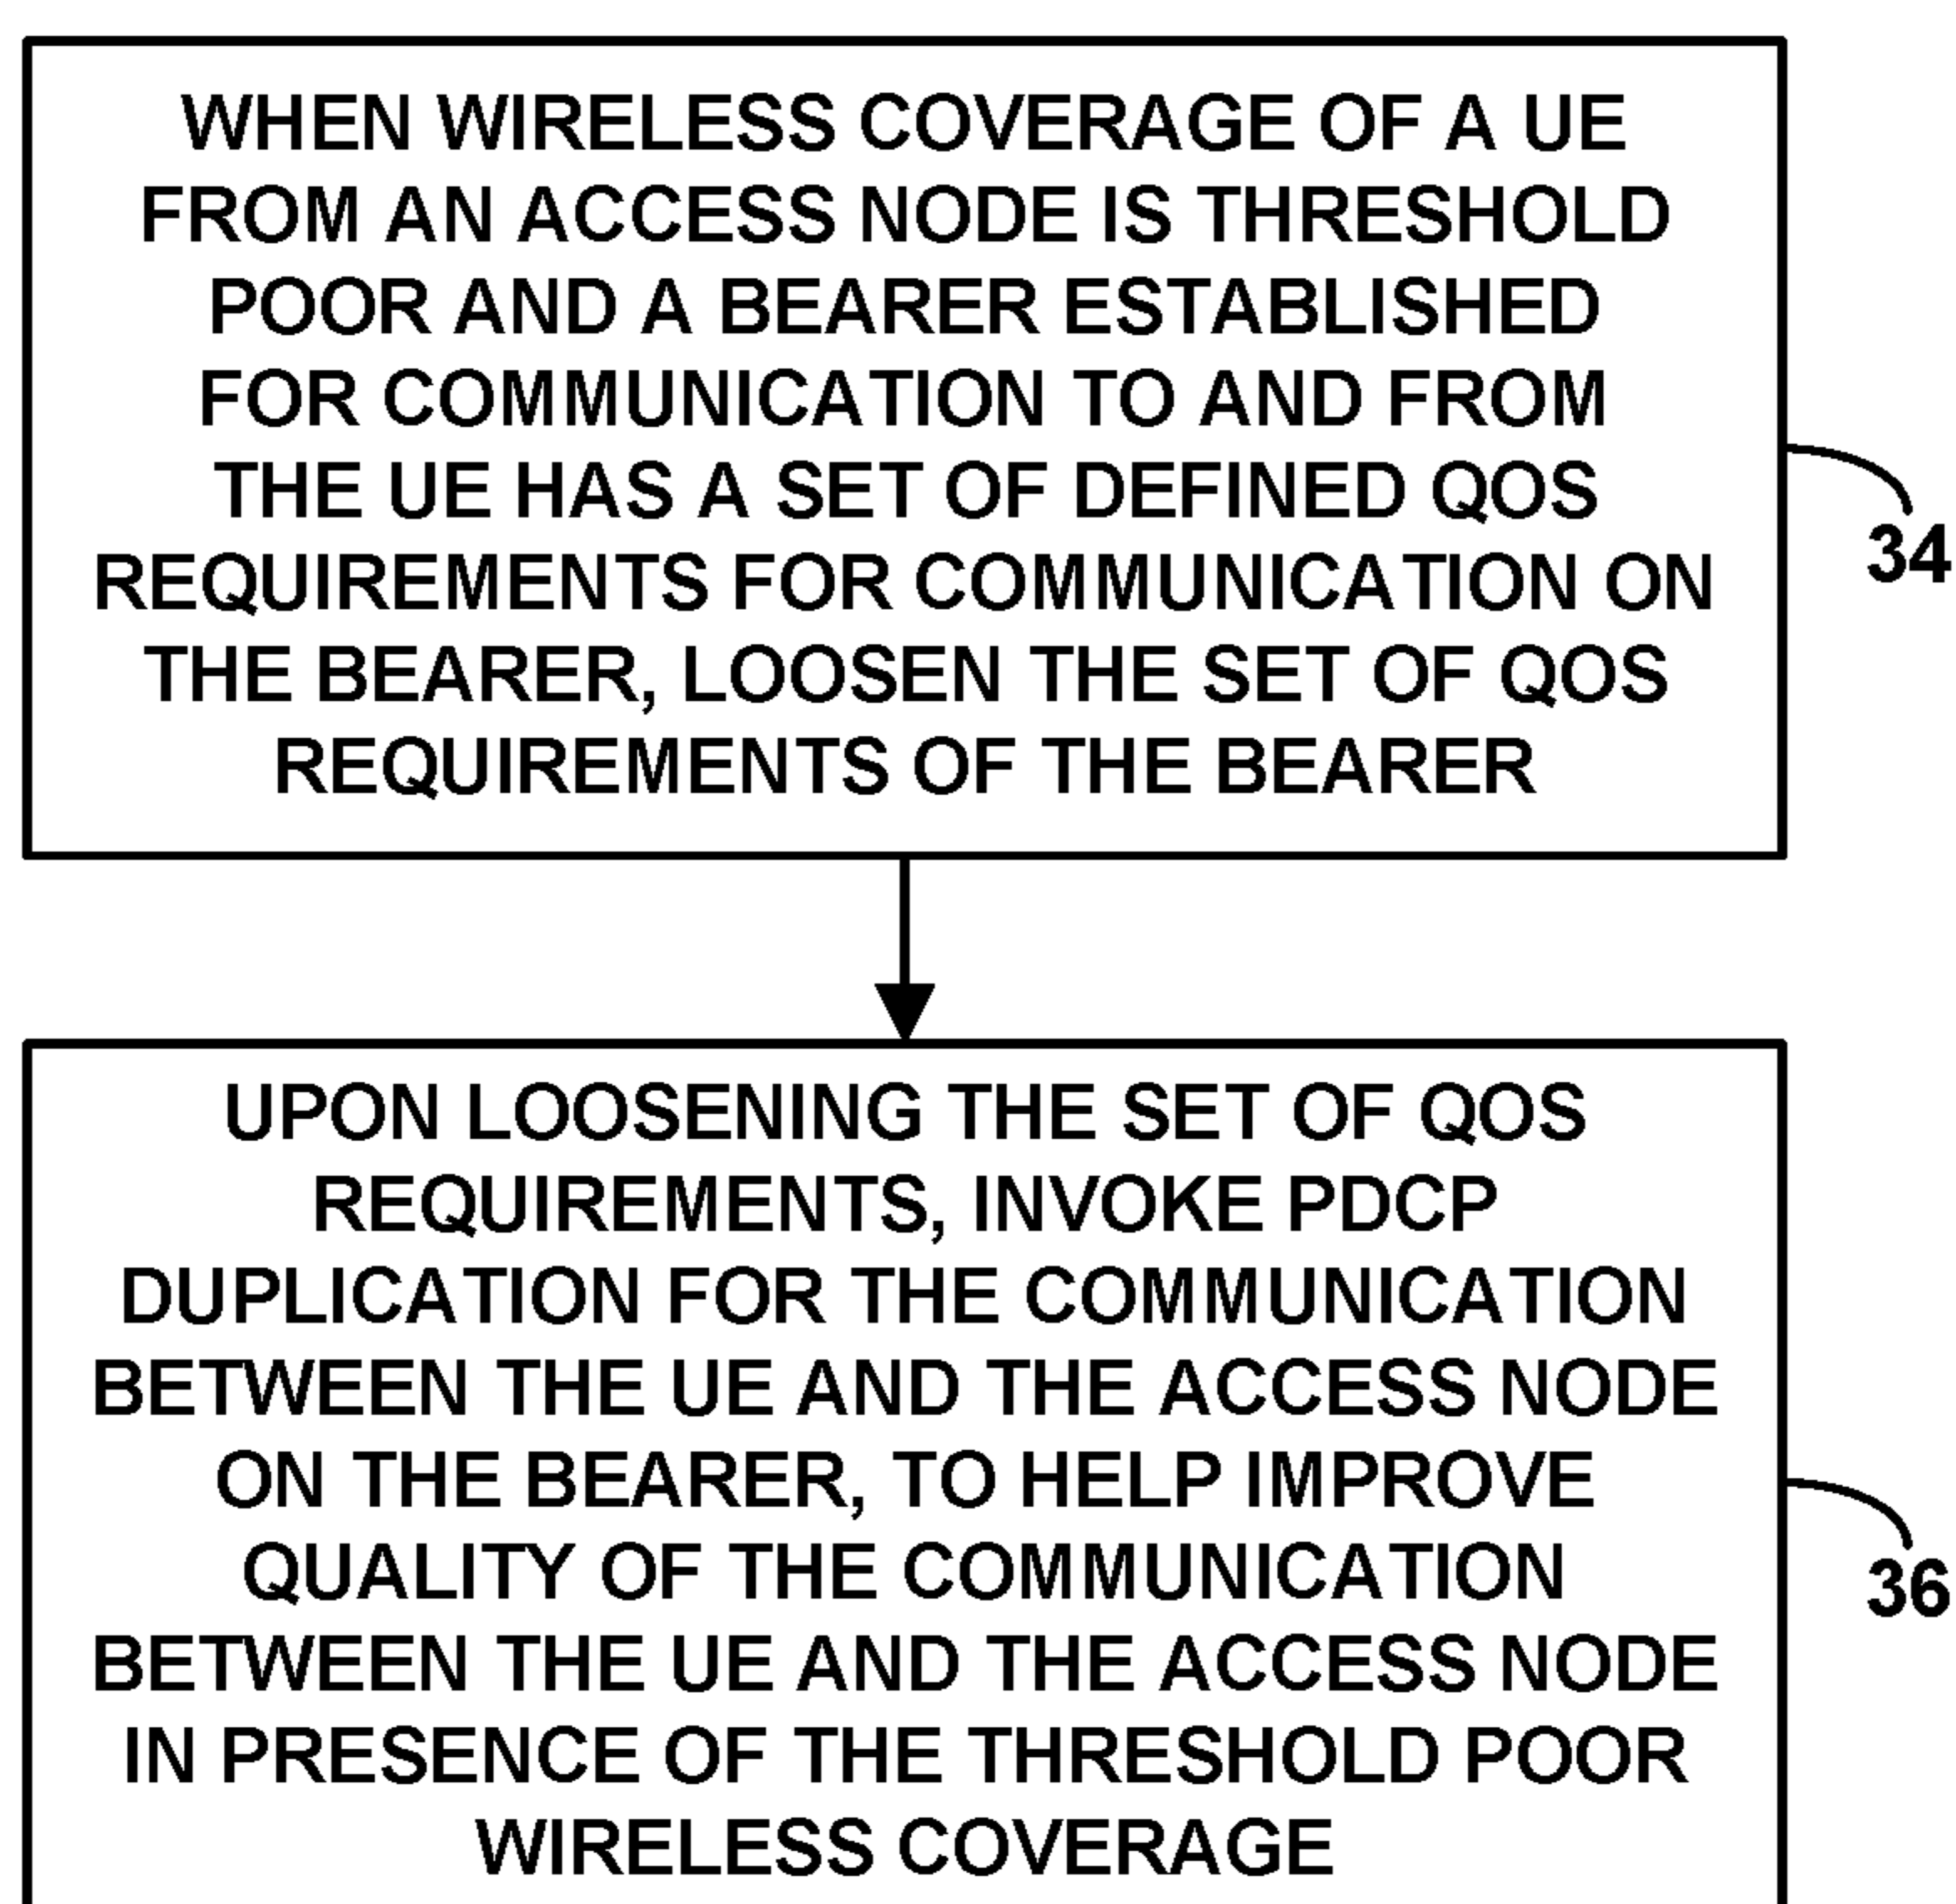 WHEN WIRELESS COVERAGE OF A UE
FROM AN ACCESS NODE IS THRESHOLD
POOR AND A BEARER ESTABLISHED
FOR COMMUNICATION TO AND FROM
THE UE HAS A SET OF DEFINED QOS
REQUIREMENTS FOR COMMUNICATION ON
THE BEARER, LOOSEN THE SET OF QOS
REQUIREMENTS OF THE BEARER
34
UPON LOOSENING THE SET OF QOS
REQUIREMENTS, INVOKE PDCP
DUPLICATION FOR THE COMMUNICATION
BETWEEN THE UE AND THE ACCESS NODE
ON THE BEARER, TO HELP IMPROVE
QUALITY OF THE COMMUNICATION
BETWEEN THE UE AND THE ACCESS NODE
IN PRESENCE OF THE THRESHOLD POOR
WIRELESS COVERAGE
36